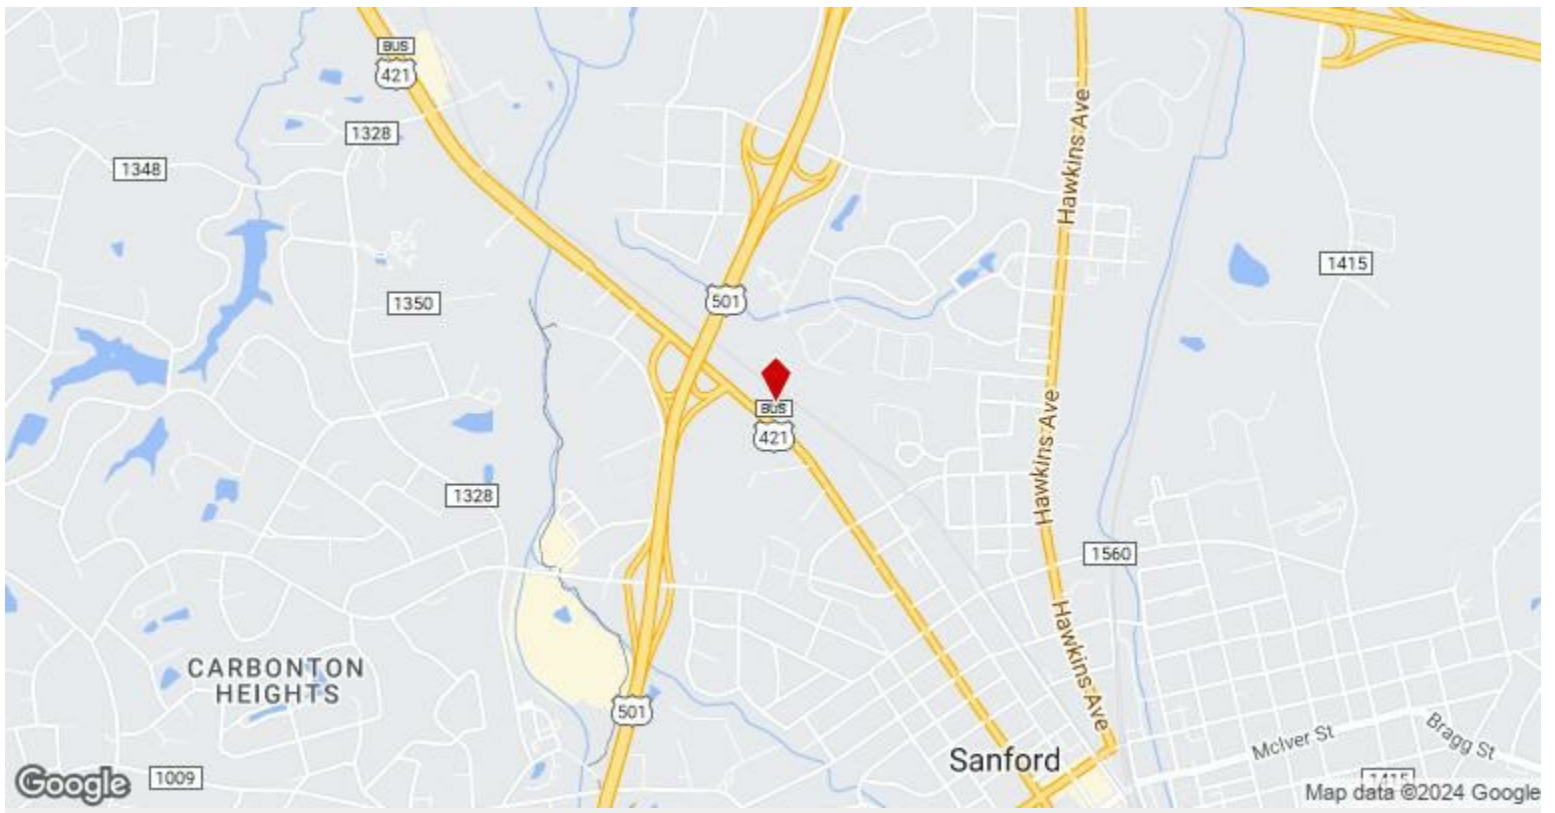 BUS
421
1328
1348
Hawkins Ave
1415
1350
501
BUS
421
Hawkins Ave
1328
1560
Hawkins Ave
CARBONTON
HEIGHTS
501
McIver St
Bragg St
Sanford
Google
1009
1415
Map data ©2024 Google